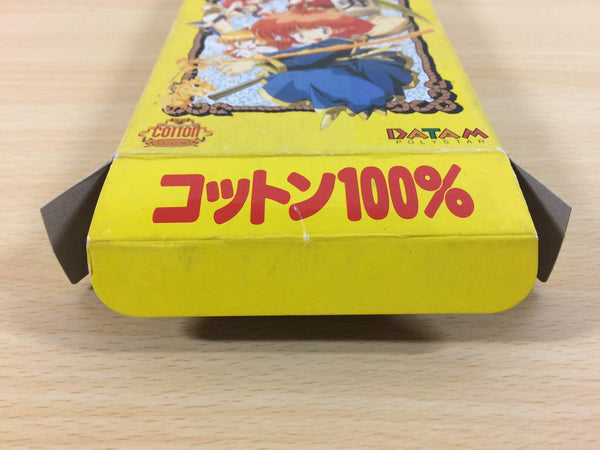 COTTON
DATAM
POLYSTAR
コットン100%